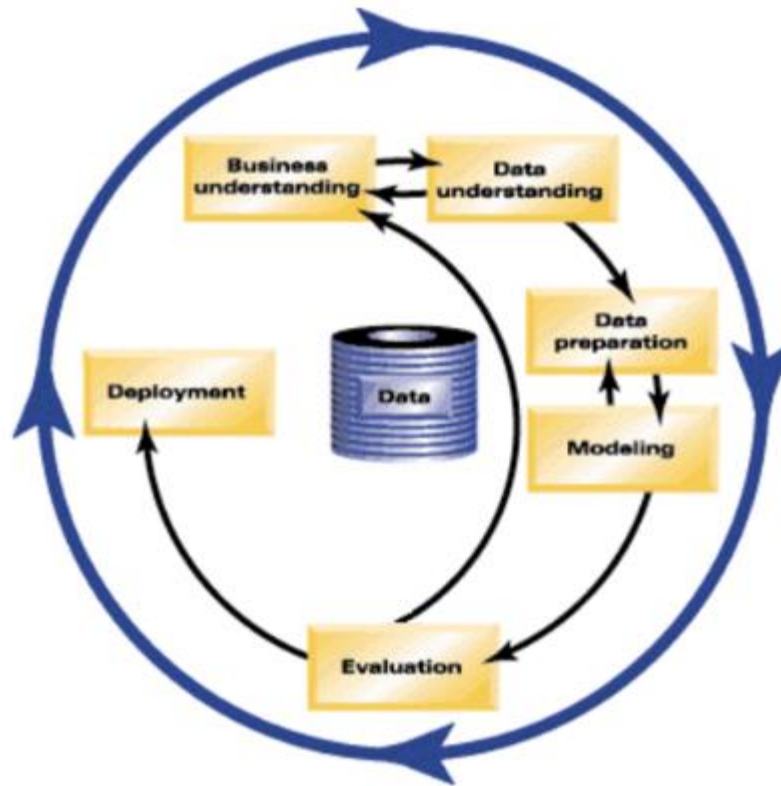 Business
understanding
Data
understanding
Data
preparation
Modeling
Evaluation
Deployment
Data